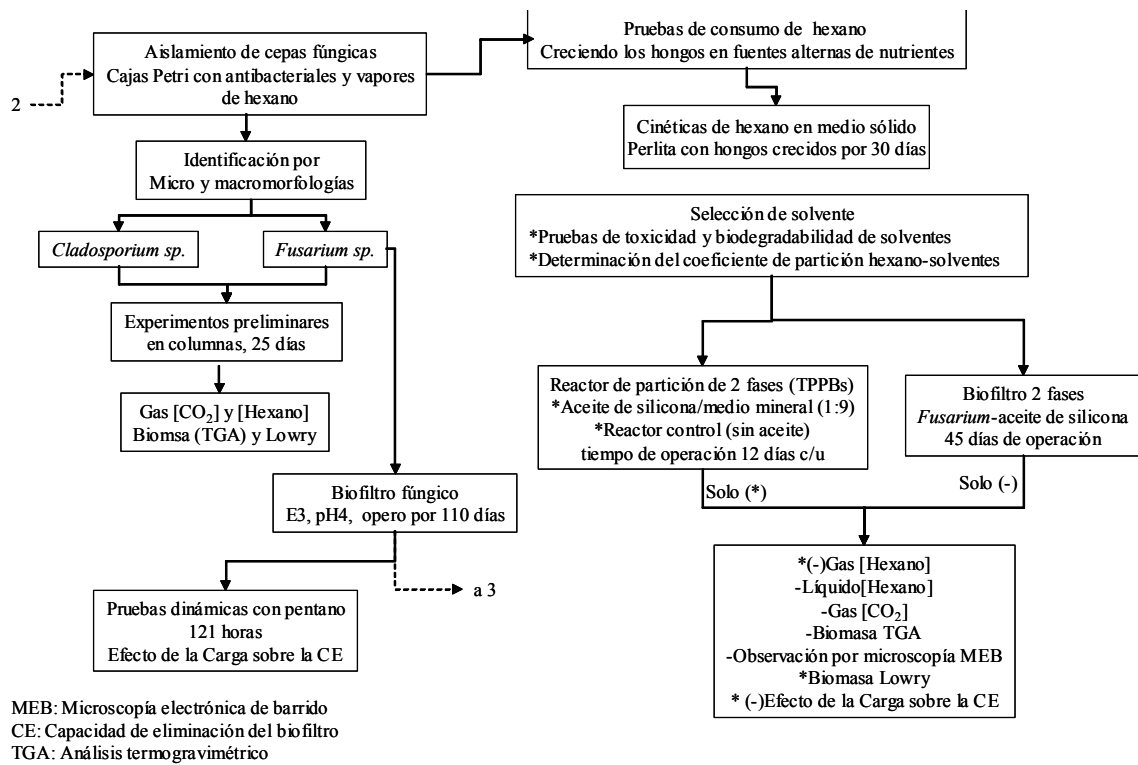 Aislamiento de cepas fúngicas
Cajas Petri con antibacteriales y vapores
de hexano
2
Pruebas de consumo de hexano
Creciendo los hongos en fuentes alternas de nutrientes
Cinéticas de hexano en medio sólido
Perlita con hongos crecidos por 30 días
Identificación por
Micro y macromorfologías
Cladosporium sp.
Fusarium sp.
Experimentos preliminares
en columnas, 25 días
Gas [CO₂] y [Hexano]
Biomsa (TGA) y Lowry
Biofiltro fúngico
E3, pH4, opero por 110 días
a 3
Pruebas dinámicas con pentano
121 horas
Efecto de la Carga sobre la CE
Selección de solvente
*Pruebas de toxicidad y biodegradabilidad de solventes
*Determinación del coeficiente de partición hexano-solventes
Reactor de partición de 2 fases (TPPBs)
*Aceite de silicona/medio mineral (1:9)
*Reactor control (sin aceite)
tiempo de operación 12 días c/u
Biofiltro 2 fases
Fusarium-aceite de silicona
45 días de operación
Solo (*)
Solo (-)
*(-)Gas [Hexano]
-Líquido[Hexano]
-Gas [CO₂]
-Biomasa TGA
-Observación por microscopía MEB
*Biomasa Lowry
* (-)Efecto de la Carga sobre la CE
MEB: Microscopía electrónica de barrido
CE: Capacidad de eliminación del biofiltro
TGA: Análisis termogravimétrico